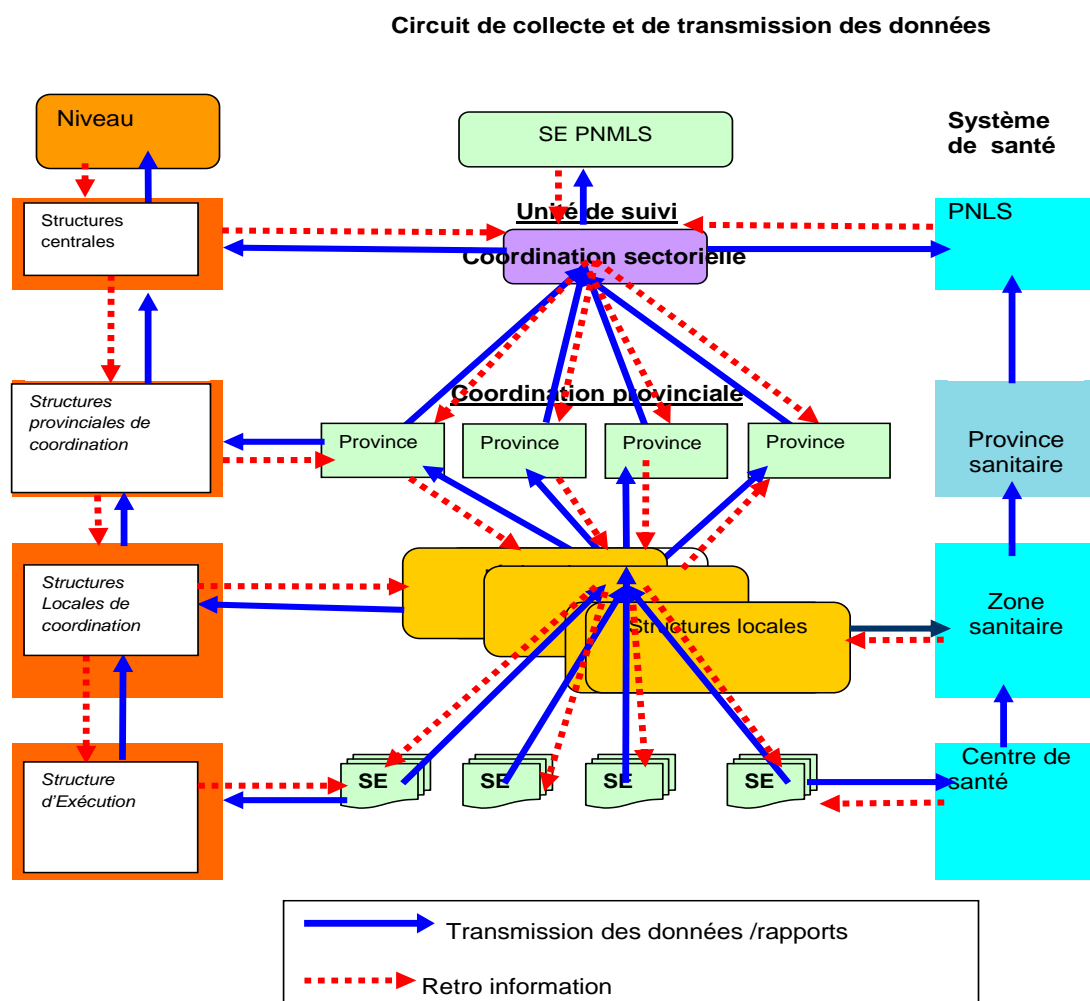 Circuit de collecte et de transmission des données
Niveau
SE PNMLS
Système
de santé
Structures
centrales
Unité de suivi
Coordination sectorielle
PNLS
Structures
provinciales de
coordination
Coordination provinciale
Province
Province
Province
Province
Province
sanitaire
Structures
Locales de
coordination
Structures locales
Zone
sanitaire
Structure
d'Exécution
SE
SE
SE
SE
Centre de
santé
Transmission des données /rapports
Retro information